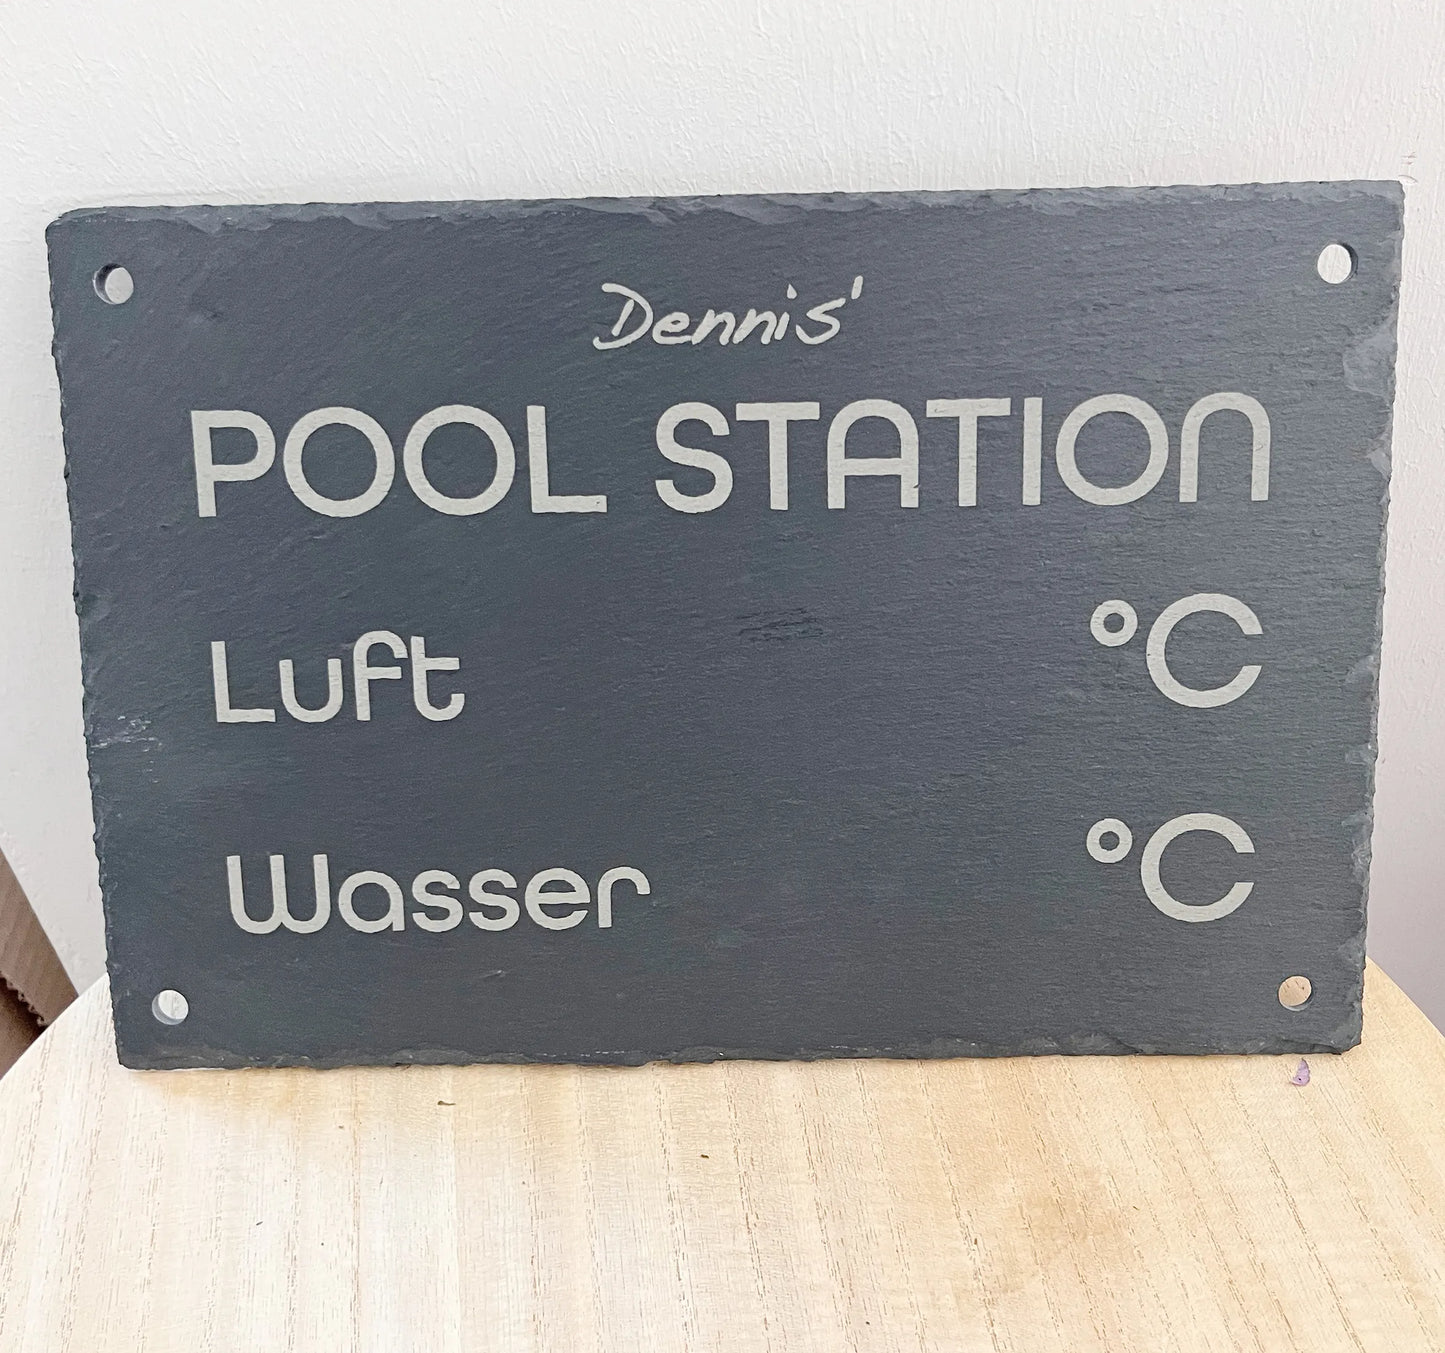 Dennis'
POOL STATION
Luft °C
Wasser °C